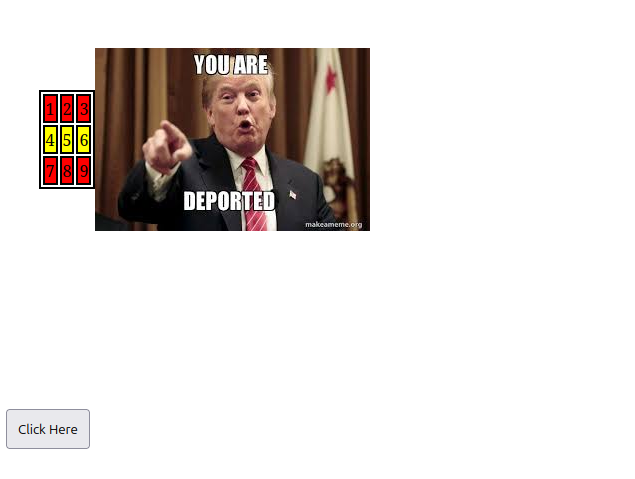 YOU ARE
1 2 3
4 5 6
7 8 9
DEPORTED
makeameme.org
Click Here